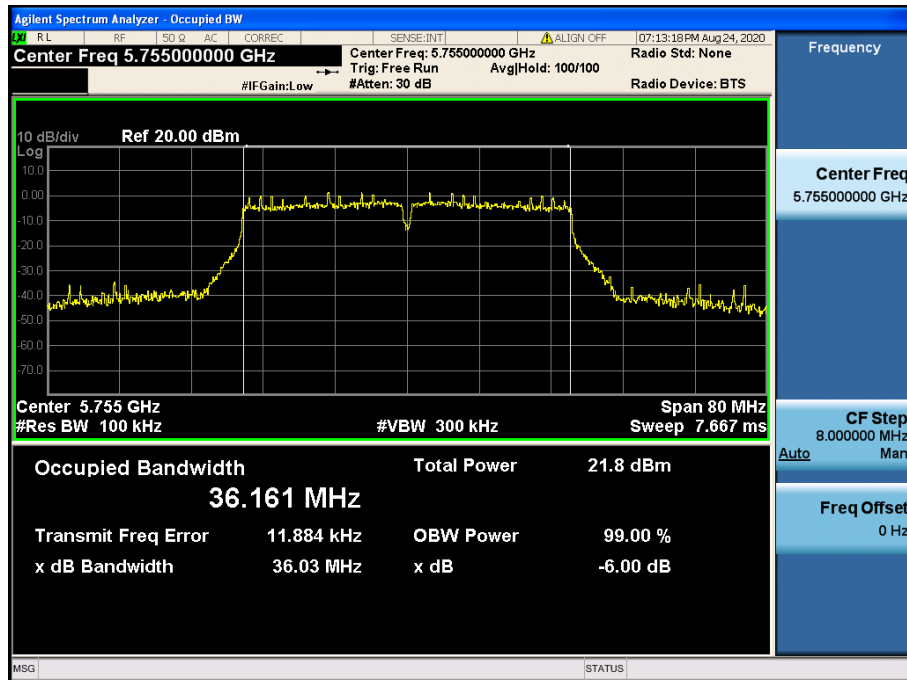 Agilent Spectrum Analyzer - Occupied BW
LXI RL RF 50 Ω AC CORREC SENSE:INT ALIGN OFF 07:13:18 PM Aug 24, 2020
Center Freq 5.755000000 GHz Center Freq: 5.755000000 GHz Radio Std: None
Trig: Free Run Avg|Hold: 100/100
#IFGain:Low #Atten: 30 dB Radio Device: BTS
Frequency
10 dB/div Ref 20.00 dBm
Log
10.0
0.00
-10.0
-20.0
-30.0
-40.0
-50.0
-60.0
-70.0
Center 5.755 GHz Span 80 MHz
#Res BW 100 kHz #VBW 300 kHz Sweep 7.667 ms
Center Freq
5.755000000 GHz
CF Step
8.000000 MHz
Auto Man
Freq Offset
0 Hz
Occupied Bandwidth Total Power 21.8 dBm
36.161 MHz
Transmit Freq Error 11.884 kHz OBW Power 99.00 %
x dB Bandwidth 36.03 MHz x dB -6.00 dB
MSG STATUS